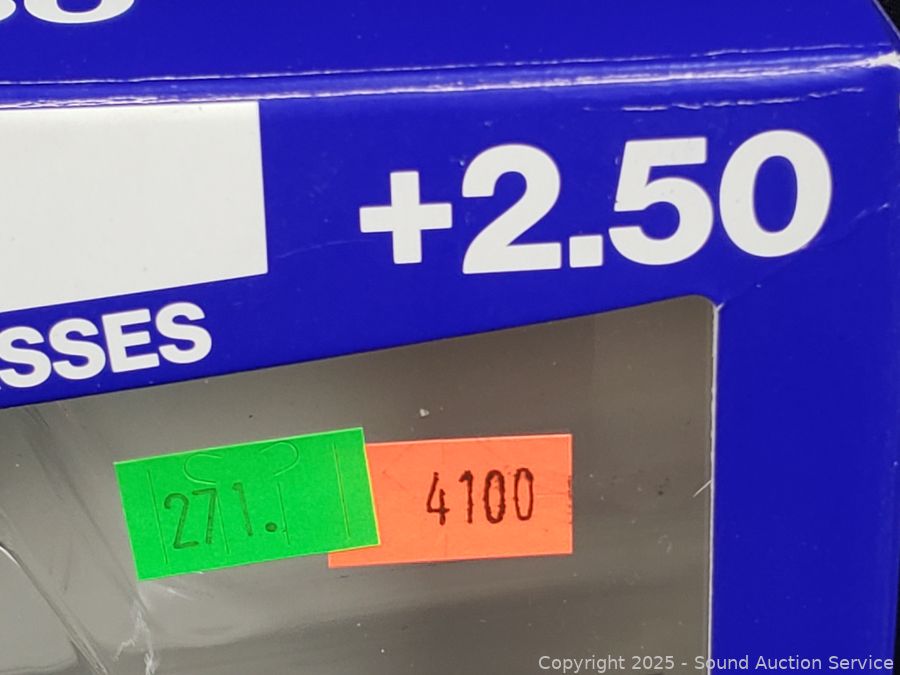 +2.50
SSES
271.
4100
Copyright 2025 - Sound Auction Service